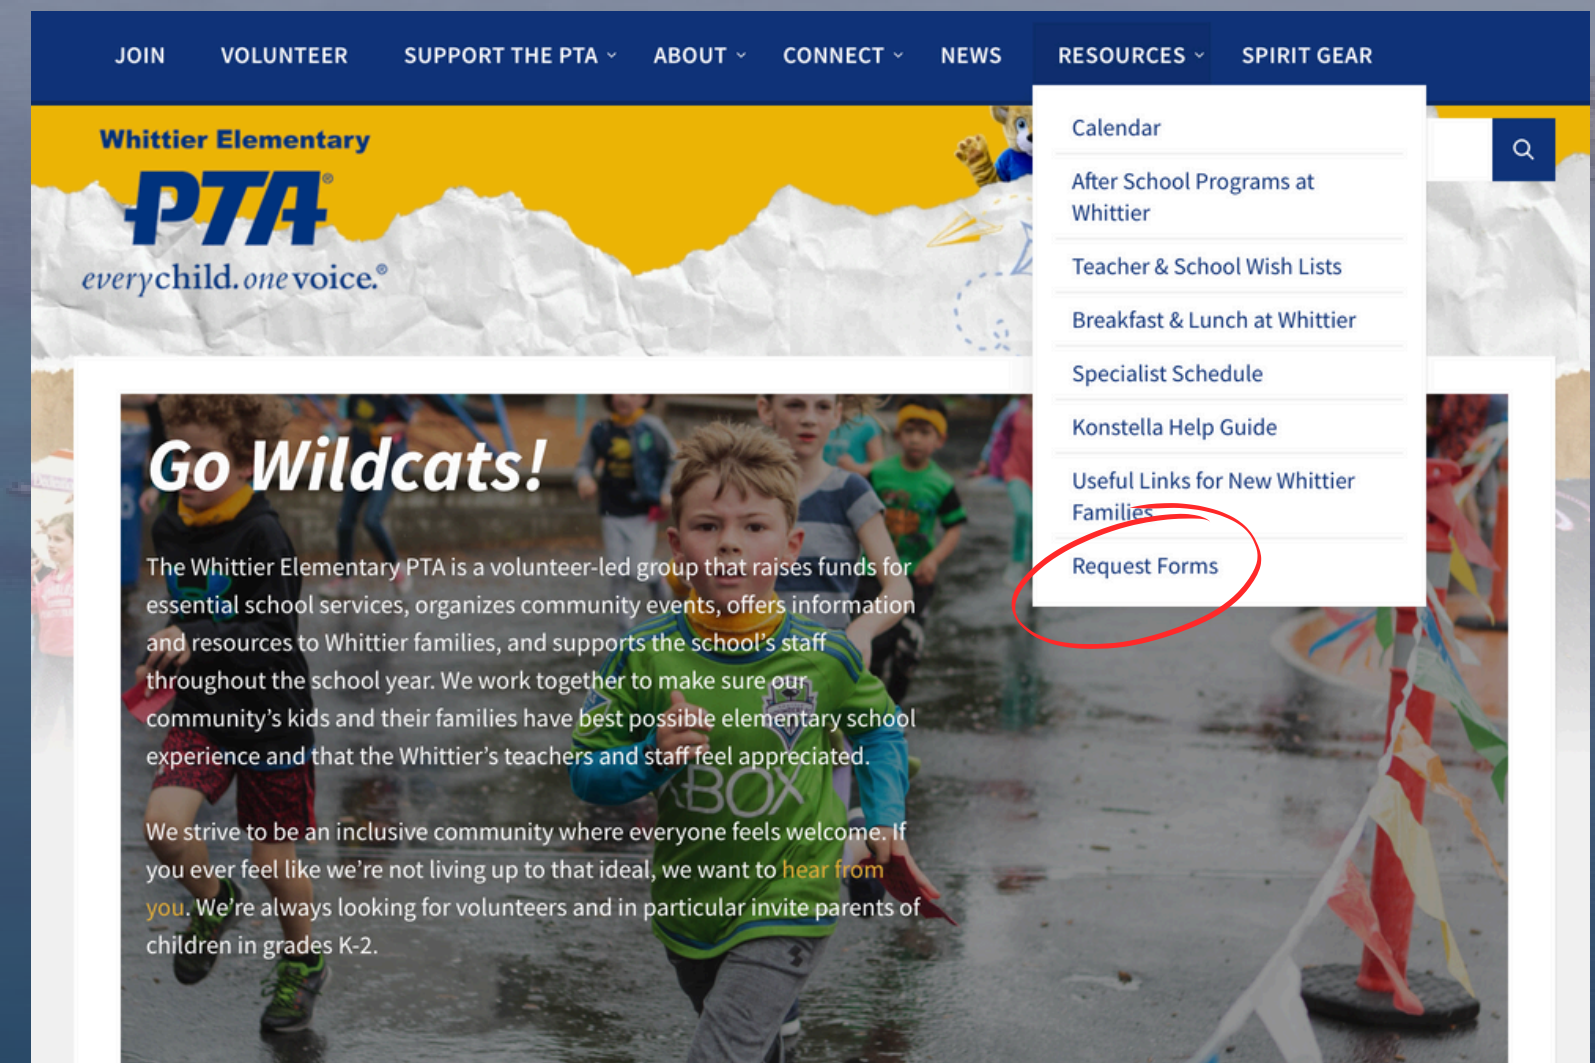 JOIN VOLUNTEER SUPPORT THE PTA ABOUT CONNECT NEWS RESOURCES SPIRIT GEAR
Whittier Elementary
PTA®
everychild.onevoice.®
Calendar
After School Programs at
Whittier
Teacher & School Wish Lists
Breakfast & Lunch at Whittier
Specialist Schedule
Konstella Help Guide
Useful Links for New Whittier
Families
Request Forms
Go Wildcats!
The Whittier Elementary PTA is a volunteer-led group that raises funds for
essential school services, organizes community events, offers information
and resources to Whittier families, and supports the school's staff
throughout the school year. We work together to make sure our
community's kids and their families have best possible elementary school
experience and that the Whittier's teachers and staff feel appreciated.
We strive to be an inclusive community where everyone feels welcome. If
you ever feel like we're not living up to that ideal, we want to hear from
you. We're always looking for volunteers and in particular invite parents of
children in grades K-2.
XBOX